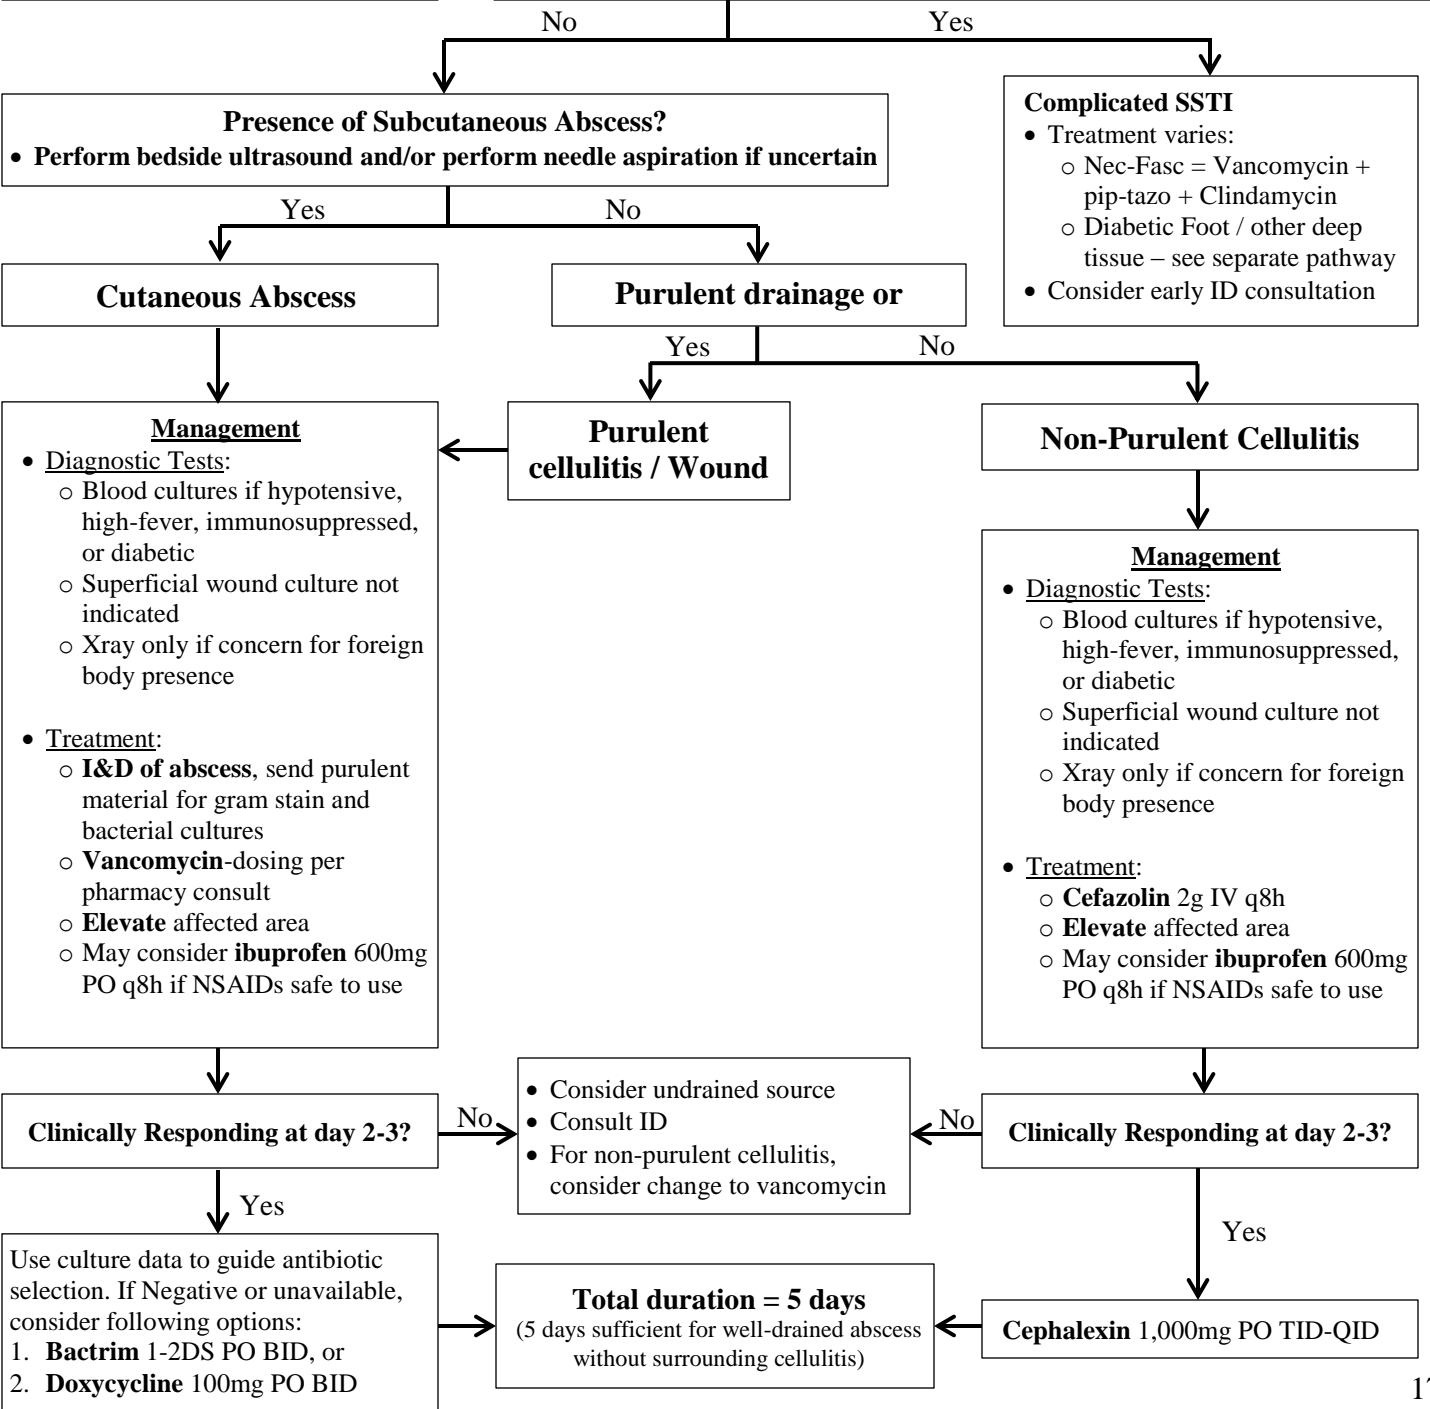 No
Yes
Presence of Subcutaneous Abscess?
• Perform bedside ultrasound and/or perform needle aspiration if uncertain
Complicated SSTI
• Treatment varies:
o Nec-Fasc = Vancomycin +
pip-tazo + Clindamycin
o Diabetic Foot / other deep
tissue – see separate pathway
• Consider early ID consultation
Yes
No
Cutaneous Abscess
Purulent drainage or
Yes
No
Purulent
cellulitis / Wound
Non-Purulent Cellulitis
Management
• Diagnostic Tests:
o Blood cultures if hypotensive,
high-fever, immunosuppressed,
or diabetic
o Superficial wound culture not
indicated
o Xray only if concern for foreign
body presence
• Treatment:
o I&D of abscess, send purulent
material for gram stain and
bacterial cultures
o Vancomycin-dosing per
pharmacy consult
o Elevate affected area
o May consider ibuprofen 600mg
PO q8h if NSAIDs safe to use
Management
• Diagnostic Tests:
o Blood cultures if hypotensive,
high-fever, immunosuppressed,
or diabetic
o Superficial wound culture not
indicated
o Xray only if concern for foreign
body presence
• Treatment:
o Cefazolin 2g IV q8h
o Elevate affected area
o May consider ibuprofen 600mg
PO q8h if NSAIDs safe to use
Clinically Responding at day 2-3?
No
• Consider undrained source
• Consult ID
• For non-purulent cellulitis,
consider change to vancomycin
No
Clinically Responding at day 2-3?
Yes
Yes
Use culture data to guide antibiotic
selection. If Negative or unavailable,
consider following options:
1. Bactrim 1-2DS PO BID, or
2. Doxycycline 100mg PO BID
Total duration = 5 days
(5 days sufficient for well-drained abscess
without surrounding cellulitis)
Cephalexin 1,000mg PO TID-QID